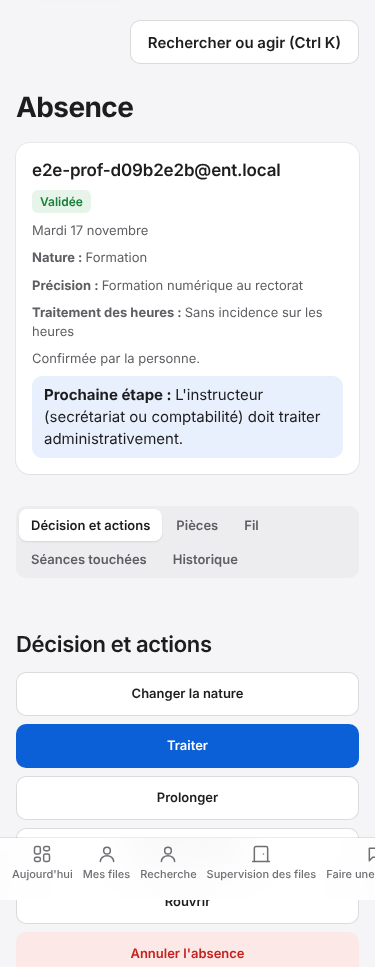 Rechercher ou agir (Ctrl K)
Absence
e2e-prof-d09b2e2b@ent.local
Validée
Mardi 17 novembre
Nature : Formation
Précision : Formation numérique au rectorat
Traitement des heures : Sans incidence sur les
heures
Confirmée par la personne.
Prochaine étape : L'instructeur
(secrétariat ou comptabilité) doit traiter
administrativement.
Décision et actions
Pièces
Fil
Séances touchées
Historique
Décision et actions
Changer la nature
Traiter
Prolonger
Aujourd'hui
Mes files
Recherche
Supervision des files
Faire une
Rouvrir
Annuler l'absence